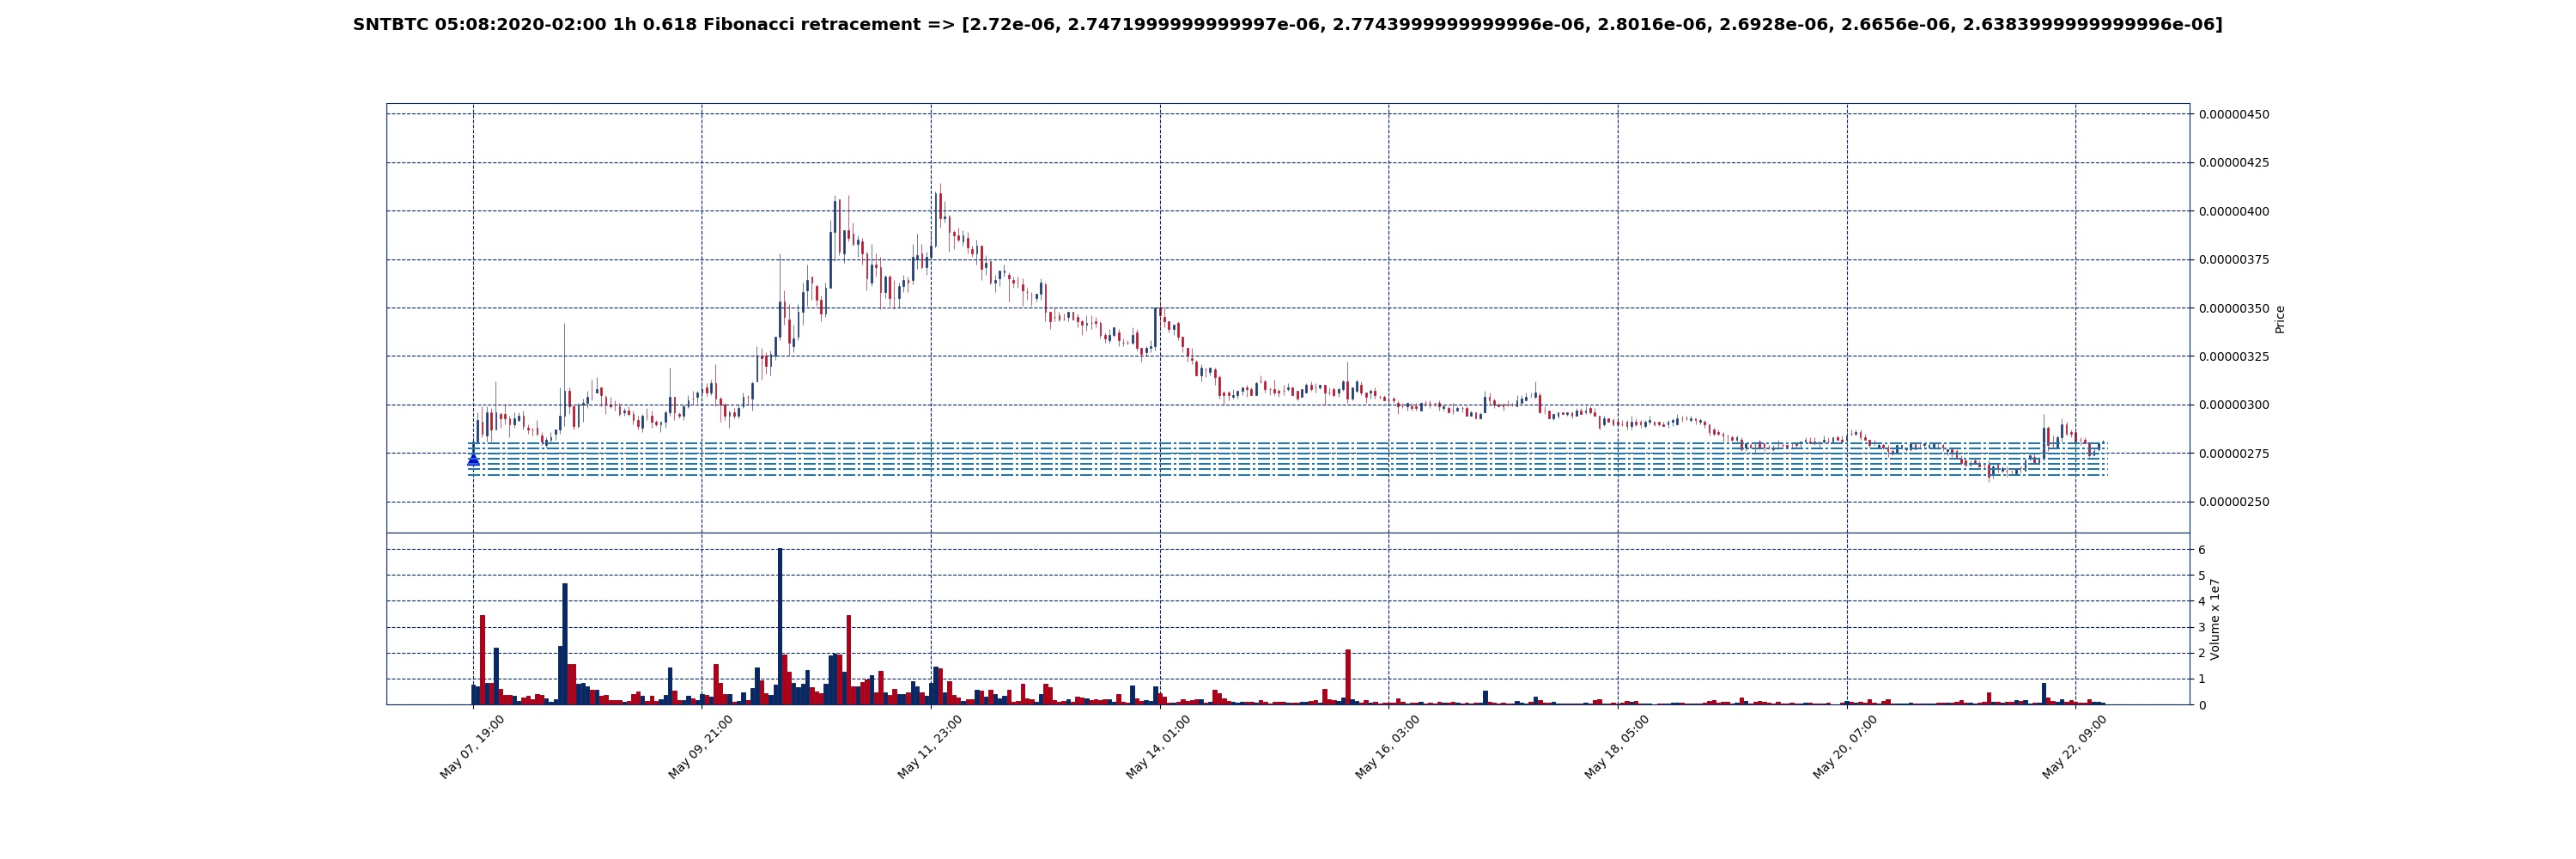 SNTBTC 05:08:2020-02:00 1h 0.618 Fibonacci retracement => [2.72e-06, 2.7471999999999997e-06, 2.7743999999999996e-06, 2.8016e-06, 2.6928e-06, 2.6656e-06, 2.6383999999999996e-06]
0.00000450
0.00000425
0.00000400
0.00000375
0.00000350
0.00000325
0.00000300
0.00000275
0.00000250
Price
6
5
4
3
2
1
0
Volume x 1e7
May 07, 19:00
May 09, 21:00
May 11, 23:00
May 14, 01:00
May 16, 03:00
May 18, 05:00
May 20, 07:00
May 22, 09:00